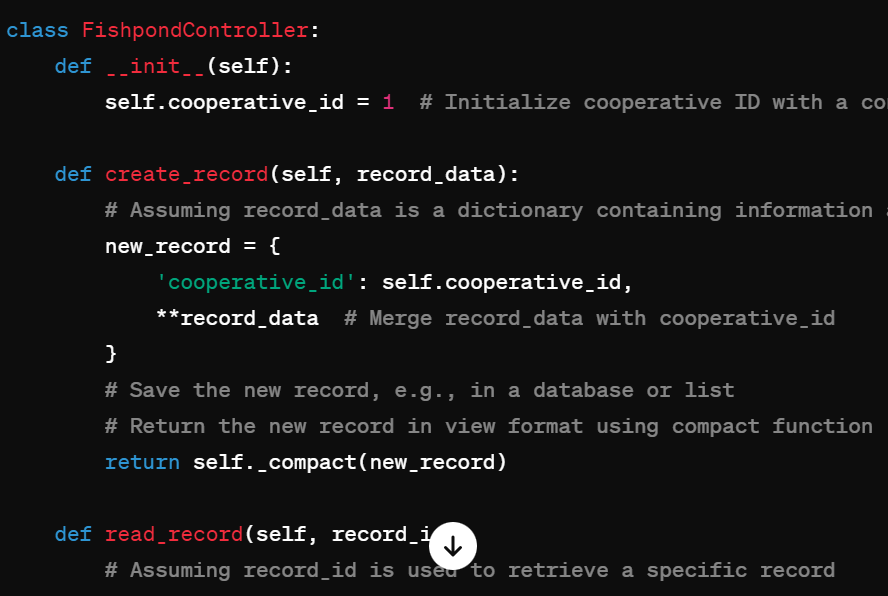 class FishpondController:
    def __init__(self):
        self.cooperative_id = 1  # Initialize cooperative ID with a
    def create_record(self, record_data):
        # Assuming record_data is a dictionary containing information
        new_record = {
            'cooperative_id': self.cooperative_id,
            **record_data  # Merge record_data with cooperative_id
        }
        # Save the new record, e.g., in a database or list
        # Return the new record in view format using compact function
        return self._compact(new_record)
    def read_record(self,
        # Assuming record_id is used to retrieve a specific record